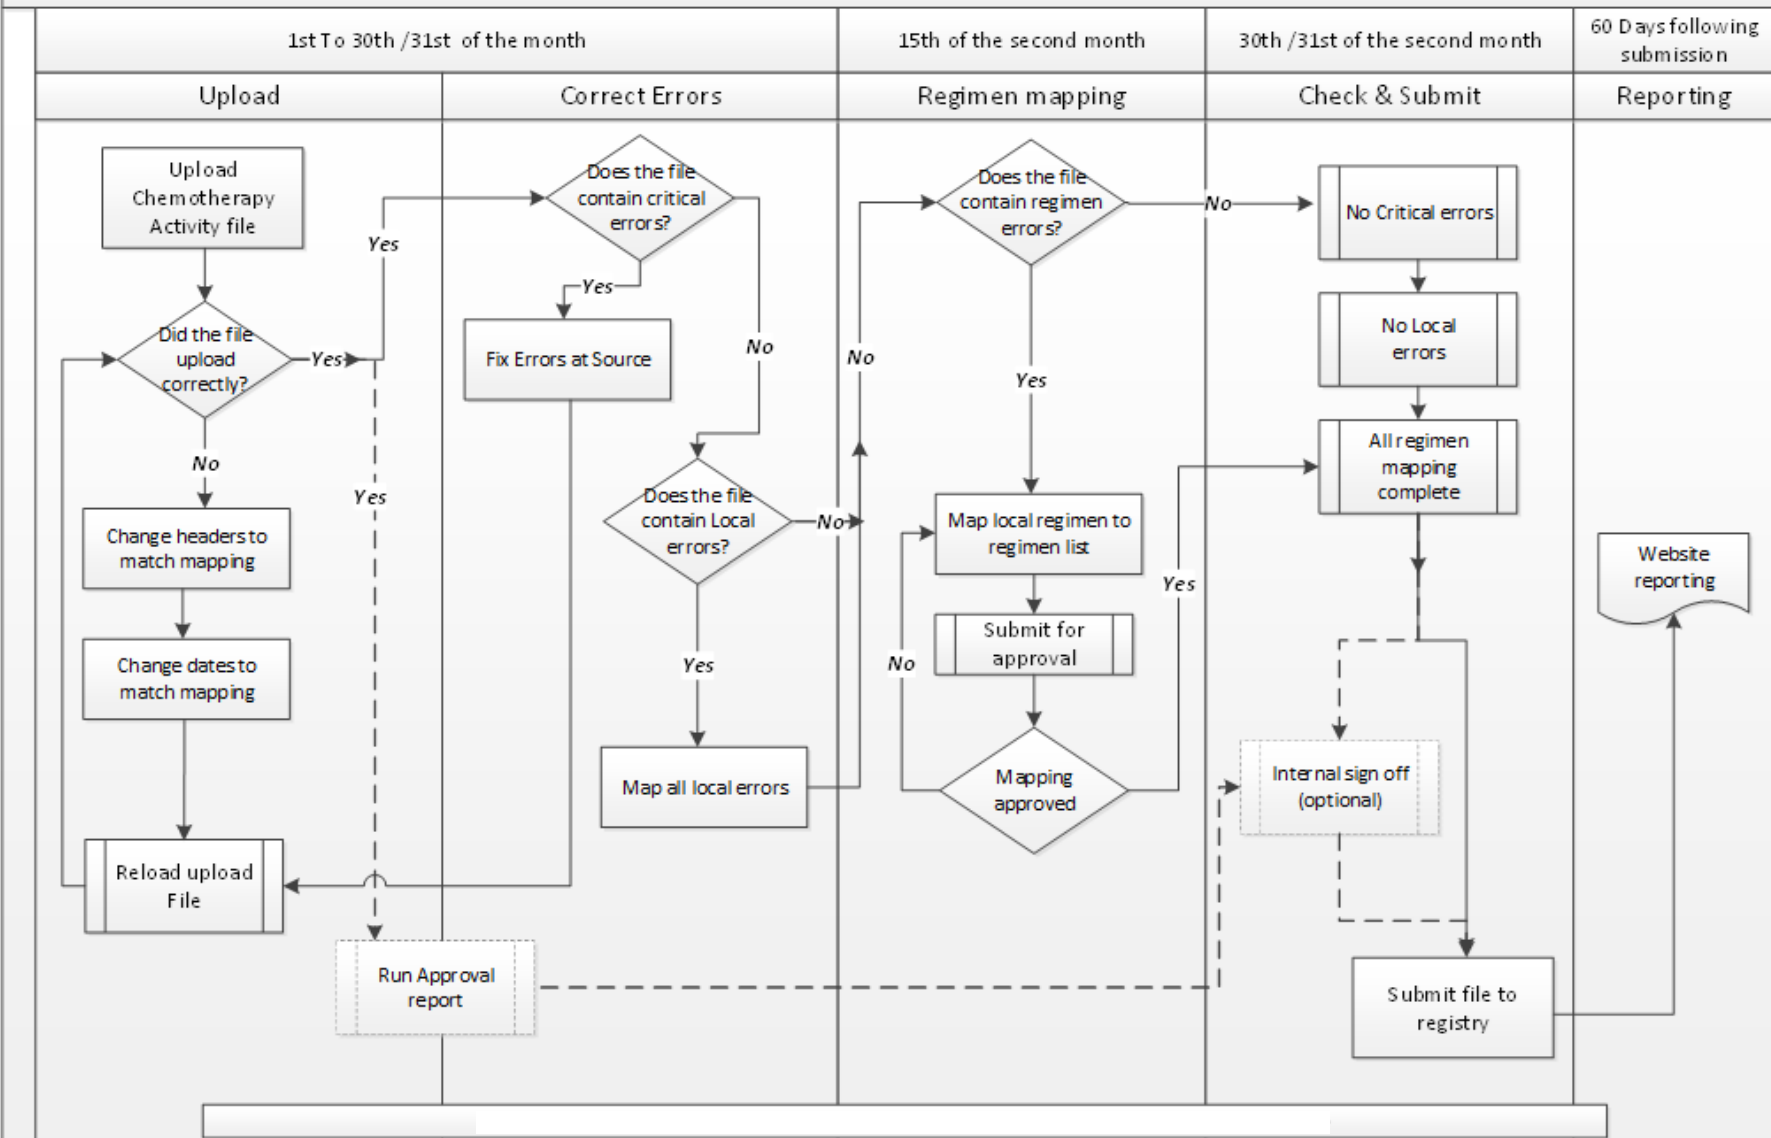 1st To 30th /31st of the month
15th of the second month
30th /31st of the second month
60 Days following
submission
Upload
Correct Errors
Regimen mapping
Check & Submit
Reporting
Upload
Chemotherapy
Activity file
Did the file
upload
correctly?
Yes
Yes
Yes
No
Change headers to
match mapping
Change dates to
match mapping
Reload upload
File
Run Approval
report
Does the file
contain critical
errors?
Yes
No
Fix Errors at Source
Does the file
contain Local
errors?
No
No
Yes
Map all local errors
Does the file
contain regimen
errors?
No
Yes
Map local regimen to
regimen list
Submit for
approval
No
Yes
Mapping
approved
No Critical errors
No Local
errors
All regimen
mapping
complete
Internal sign off
(optional)
Submit file to
registry
Website
reporting